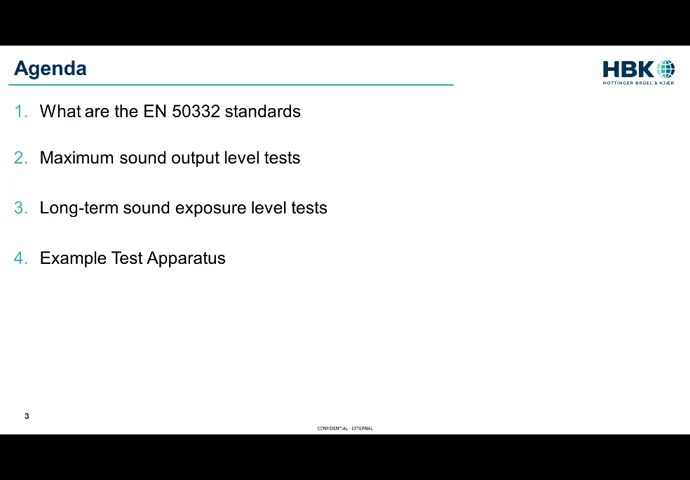 Agenda
HBK
HOTTINGER BRÜEL & KJÆR
1. What are the EN 50332 standards
2. Maximum sound output level tests
3. Long-term sound exposure level tests
4. Example Test Apparatus
3
CONFIDENTIAL - EXTERNAL